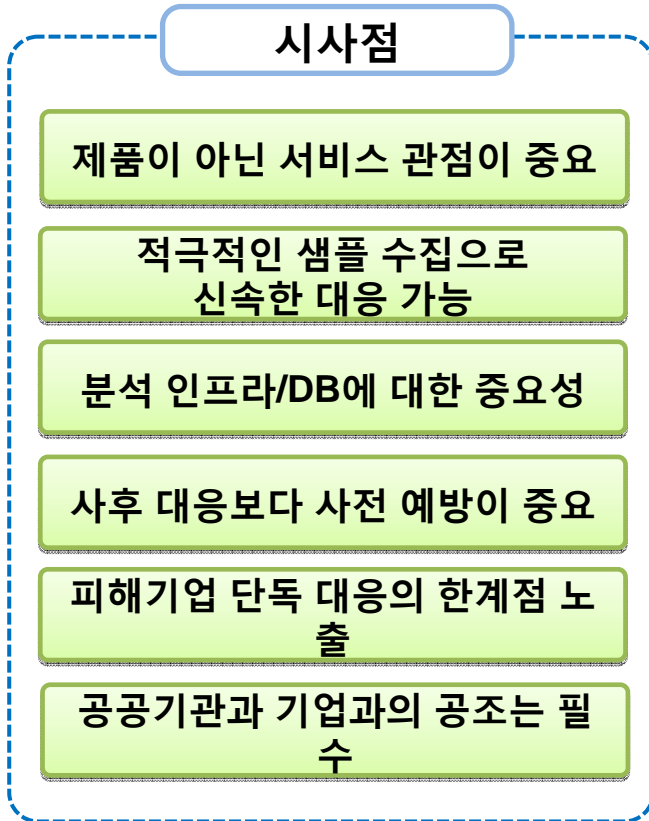 시사점
제품이 아닌 서비스 관점이 중요
적극적인 샘플 수집으로
신속한 대응 가능
분석 인프라/DB에 대한 중요성
사후 대응보다 사전 예방이 중요
피해기업 단독 대응의 한계점 노
출
공공기관과 기업과의 공조는 필
수